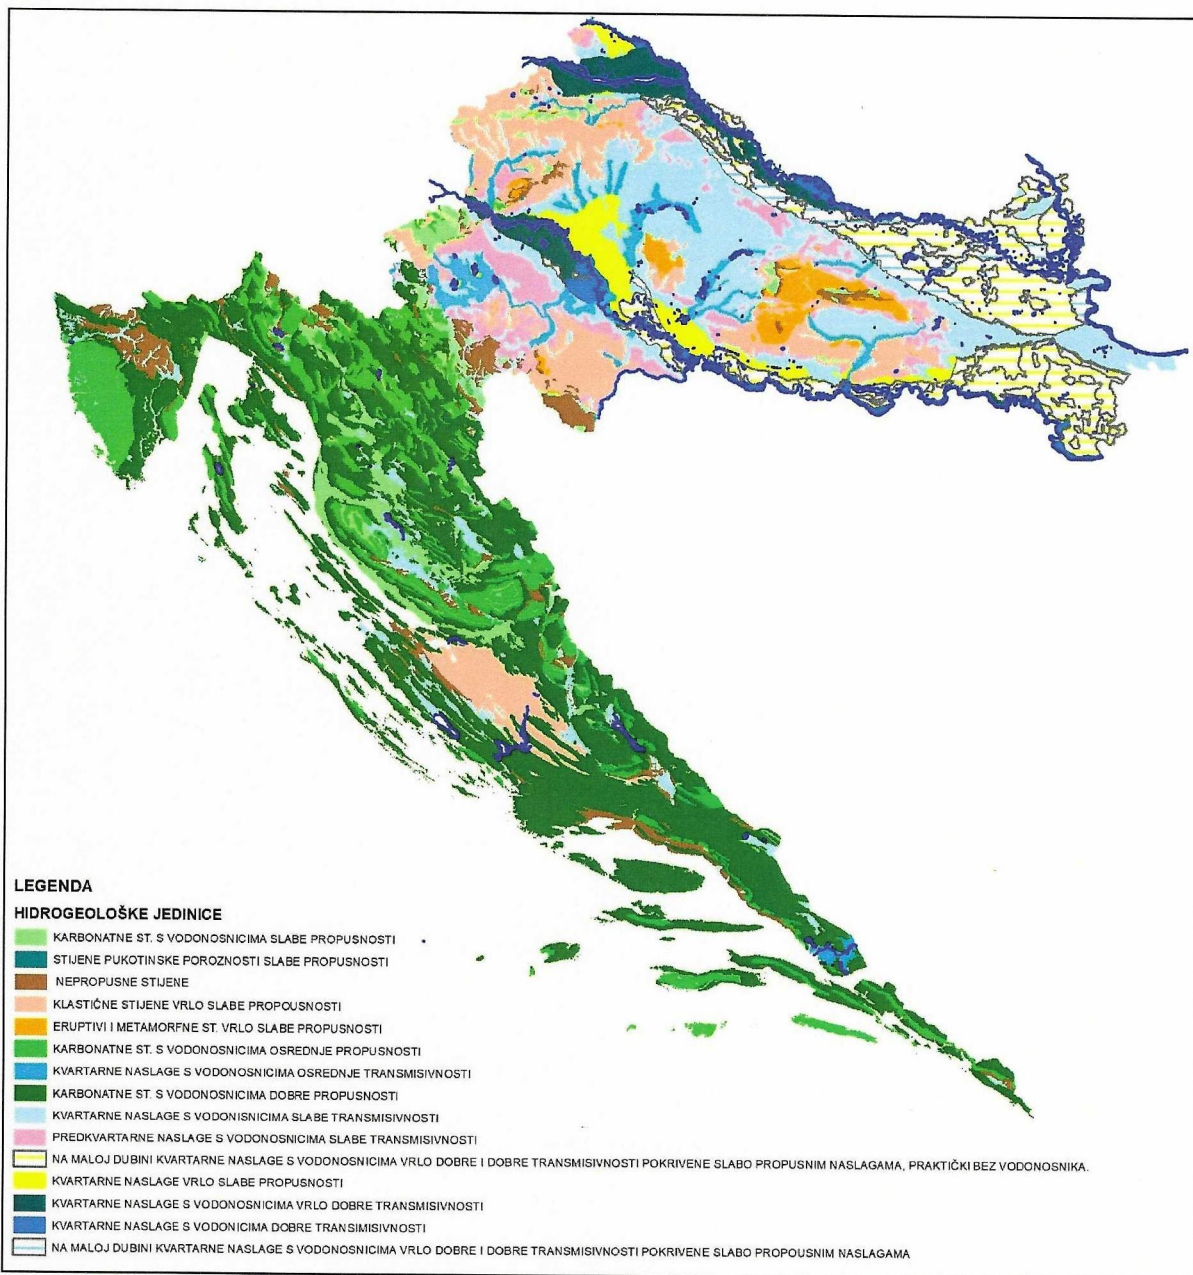 LEGENDA
HIDROGEOLOŠKE JEDINICE
KARBONATNE ST. S VODONOSNICIMA SLABE PROPUSNOSTI
STIJENE PUKOTINSKE POROZNOSTI SLABE PROPUSNOSTI
NEPROPUSNE STIJENE
KLASTIČNE STIJENE VRLO SLABE PROPOUSNOSTI
ERUPTIVI I METAMORFNE ST. VRLO SLABE PROPUSNOSTI
KARBONATNE ST. S VODONOSNICIMA OSREDNJE PROPUSNOSTI
KVARTARNE NASLAGE S VODONOSNICIMA OSREDNJE TRANSMISIVNOSTI
KARBONATNE ST. S VODONOSNICIMA DOBRE PROPUSNOSTI
KVARTARNE NASLAGE S VODONISNICIMA SLABE TRANSMISIVNOSTI
PREDKVARTARNE NASLAGE S VODONOSNICIMA SLABE TRANSMISIVNOSTI
NA MALOJ DUBINI KVARTARNE NASLAGE S VODONOSNICIMA VRLO DOBRE I DOBRE TRANSMISIVNOSTI POKRIVENE SLABO PROPUSNIM NASLAGAMA, PRAKTIČKI BEZ VODONOSNIKA.
KVARTARNE NASLAGE VRLO SLABE PROPUSNOSTI
KVARTARNE NASLAGE S VODONOSNICIMA VRLO DOBRE TRANSMISIVNOSTI
KVARTARNE NASLAGE S VODONICIMA DOBRE TRANSIMISIVNOSTI
NA MALOJ DUBINI KVARTARNE NASLAGE S VODONOSNICIMA VRLO DOBRE I DOBRE TRANSMISIVNOSTI POKRIVENE SLABO PROPOUSNIM NASLAGAMA